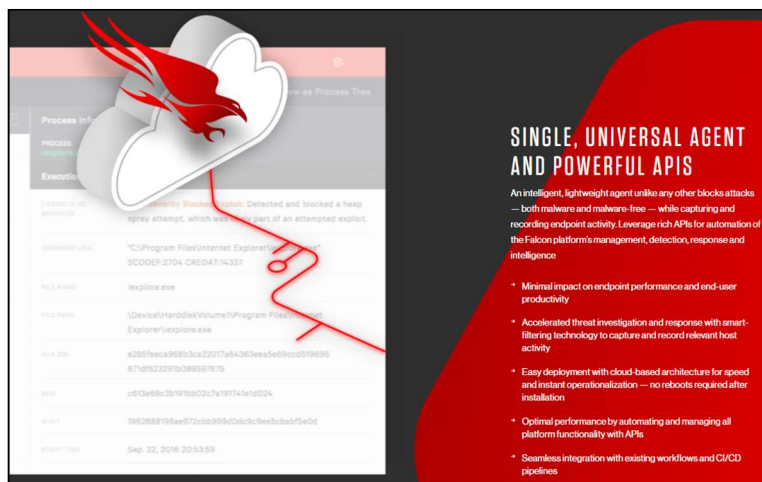 as Process Tree
Process Info
PROCESS
iexplore.exe
Execution
ASSOCIATED
BEHAVIOR
Severity Blocked Exploit; Detected and blocked a heap
spray attempt, which was part of an attempted exploit.
COMMAND LINE
"C:\Program Files\Internet Explorer\iexplore.exe"
SCODEF:2704 CREDAT:14337
FILE NAME
iexplore.exe
FILE PATH
\Device\HarddiskVolume1\Program Files\Internet
Explorer\iexplore.exe
START TIME
Sep. 22, 2016 20:53:59
SINGLE, UNIVERSAL AGENT
AND POWERFUL APIS
An intelligent, lightweight agent unlike any other blocks attacks
— both malware and malware-free — while capturing and
recording endpoint activity. Leverage rich APIs for automation of
the Falcon platform's management, detection, response and
intelligence
Minimal impact on endpoint performance and end-user
productivity
Accelerated threat investigation and response with smart-
filtering technology to capture and record relevant host
activity
Easy deployment with cloud-based architecture for speed
and instant operationalization — no reboots required after
installation
Optimal performance by automating and managing all
platform functionality with APIs
Seamless integration with existing workflows and CI/CD
pipelines